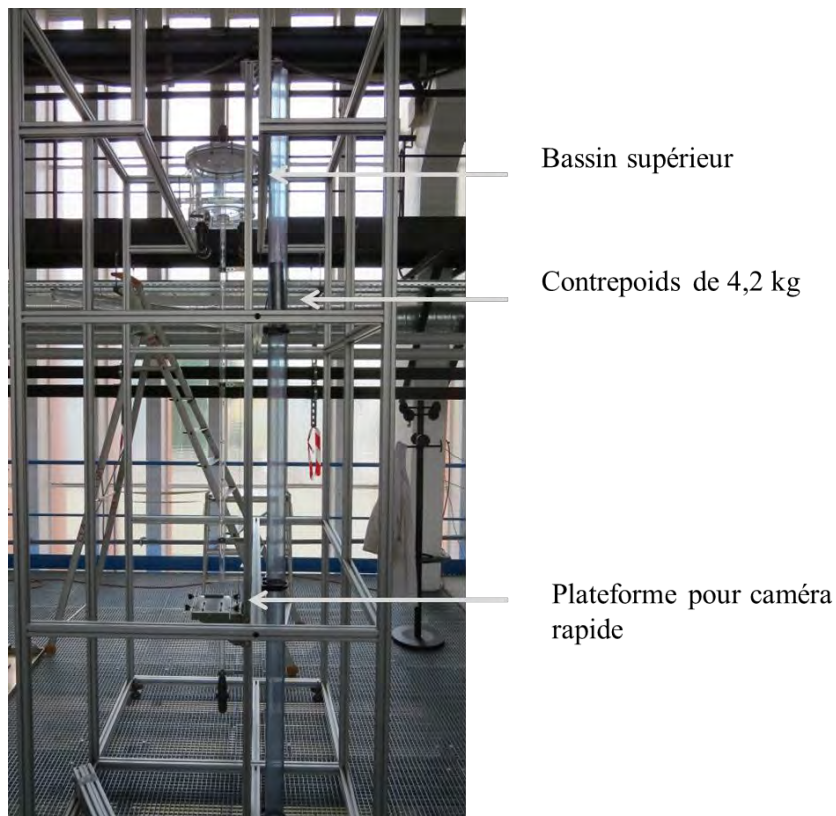 Bassin supérieur
Contrepoids de 4,2 kg
Plateforme pour caméra
rapide